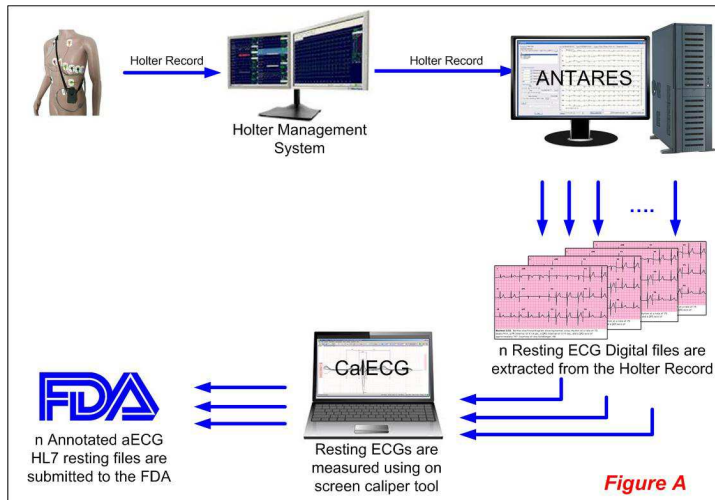 Holter Record
Holter Record
ANTARES
Holter Management
System
....
n Resting ECG Digital files are
extracted from the Holter Record
CalECG
FDA
n Annotated aECG
HL7 resting files are
submitted to the FDA
Resting ECGs are
measured using on
screen caliper tool
Figure A